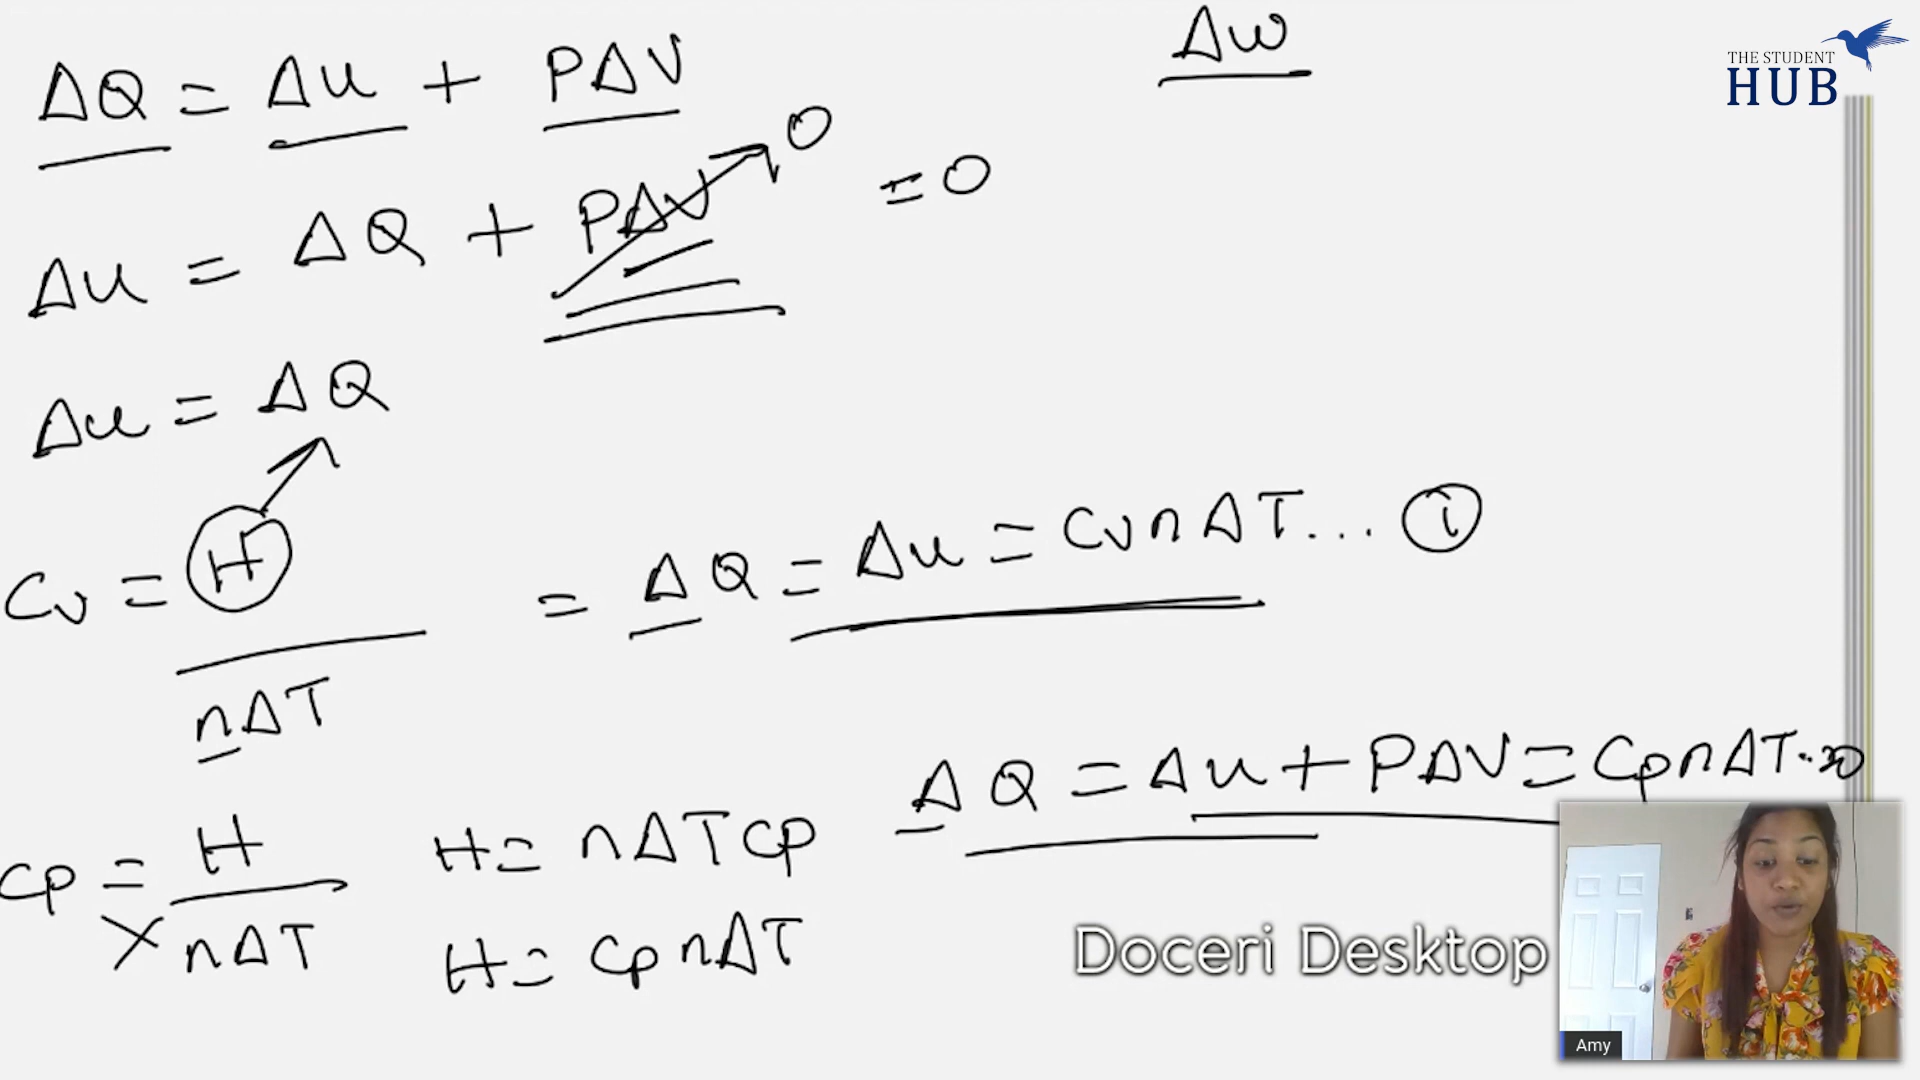 Δw
THE STUDENT
HUB
ΔQ = Δu + PΔV
Δu = ΔQ + PΔV 0 = 0
Δu = ΔQ
Cv = H / nΔT = ΔQ = Δu = CvnΔT... ①
ΔQ = Δu + PΔV = CpnΔT..
Cp = H / nΔT
H = nΔTCp
H = CpnΔT
×
Doceri Desktop
Amy